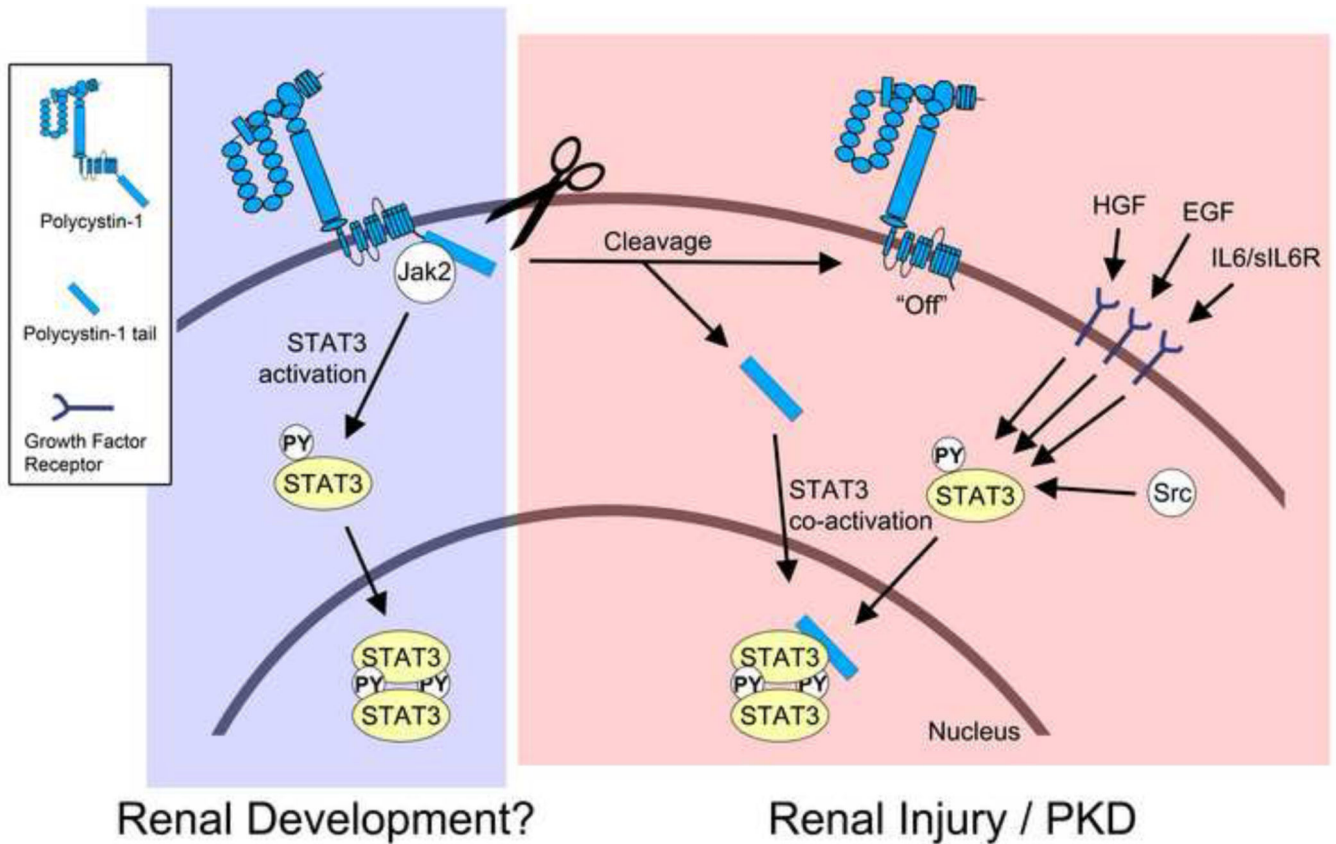 Polycystin-1
Polycystin-1 tail
Growth Factor
Receptor
Jak2
STAT3
activation
PY
STAT3
STAT3
PY
PY
STAT3
Cleavage
"Off"
HGF
EGF
IL6/sIL6R
PY
STAT3
Src
STAT3
co-activation
STAT3
PY
PY
STAT3
Nucleus
Renal Development?
Renal Injury / PKD